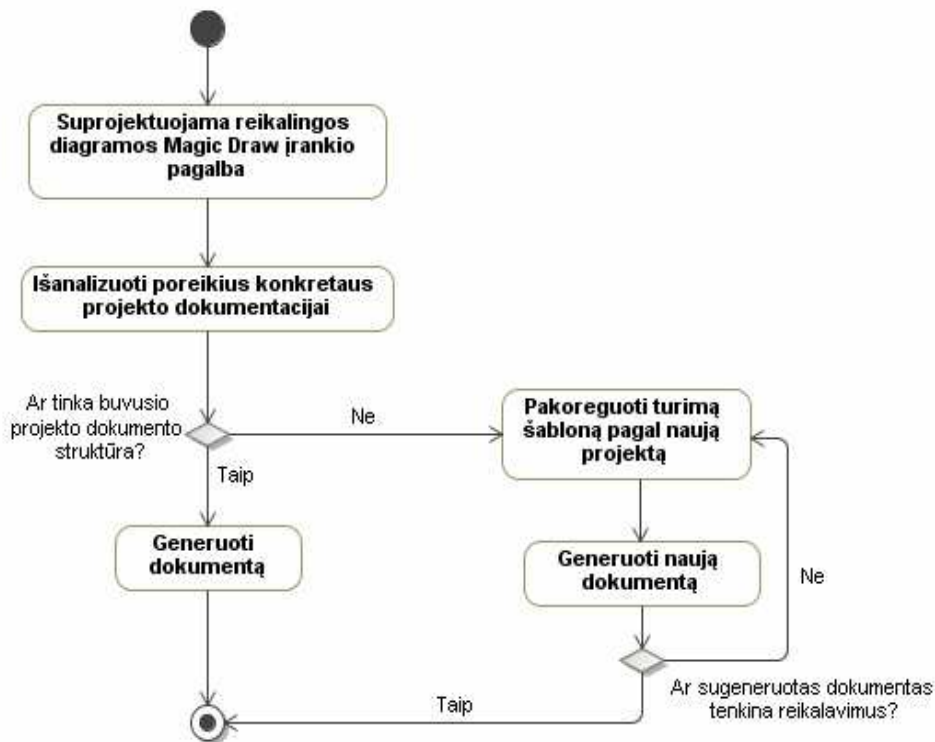 Suprojektuojama reikalingos
diagramos Magic Draw įrankio
pagalba
Išanalizuoti poreikius konkretaus
projekto dokumentacijai
Ar tinka buvusio
projekto dokumento
struktūra?
Ne
Taip
Pakoreguoti turimą
šabloną pagal naują
projektą
Generuoti
dokumentą
Generuoti naują
dokumentą
Ne
Ar sugeneruotas dokumentas
tenkina reikalavimus?
Taip